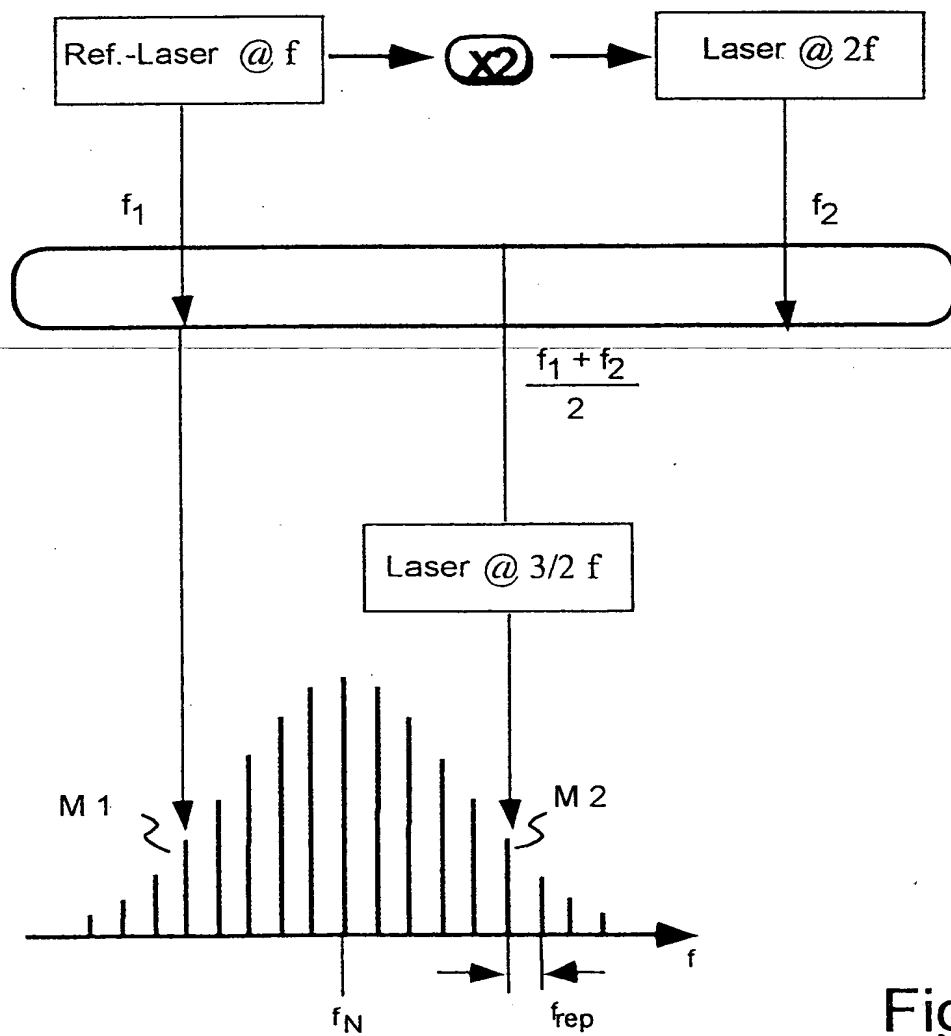 Ref.-Laser @ f
x2
Laser @ 2f
f1
f2
f1 + f2
2
Laser @ 3/2 f
M 1
M 2
f
fN
frep
Fig